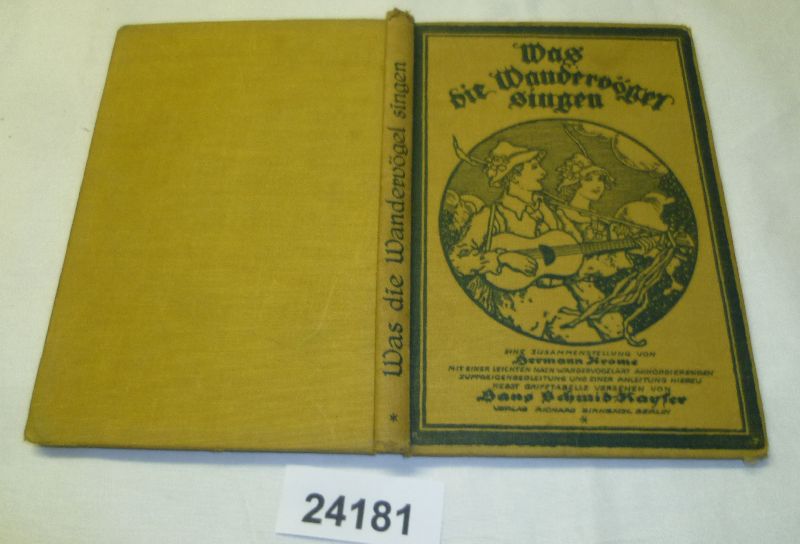 Was
die Wandervögel
singen
EINE ZUSAMMENSTELLUNG VON
Hermann Krome
MIT EINER LEICHTEN NACH WANDERVOGELART AKKORDIERENDEN
ZUPFGEIGENBEGLEITUNG UND EINER ANLEITUNG HIERZU
NEBST GRIFFTABELLE VERSEHEN VON
Hans Schmid-Kayser
VERLAG RICHARD BIRNBACH, BERLIN
*
* Was die Wandervögel singen
24181